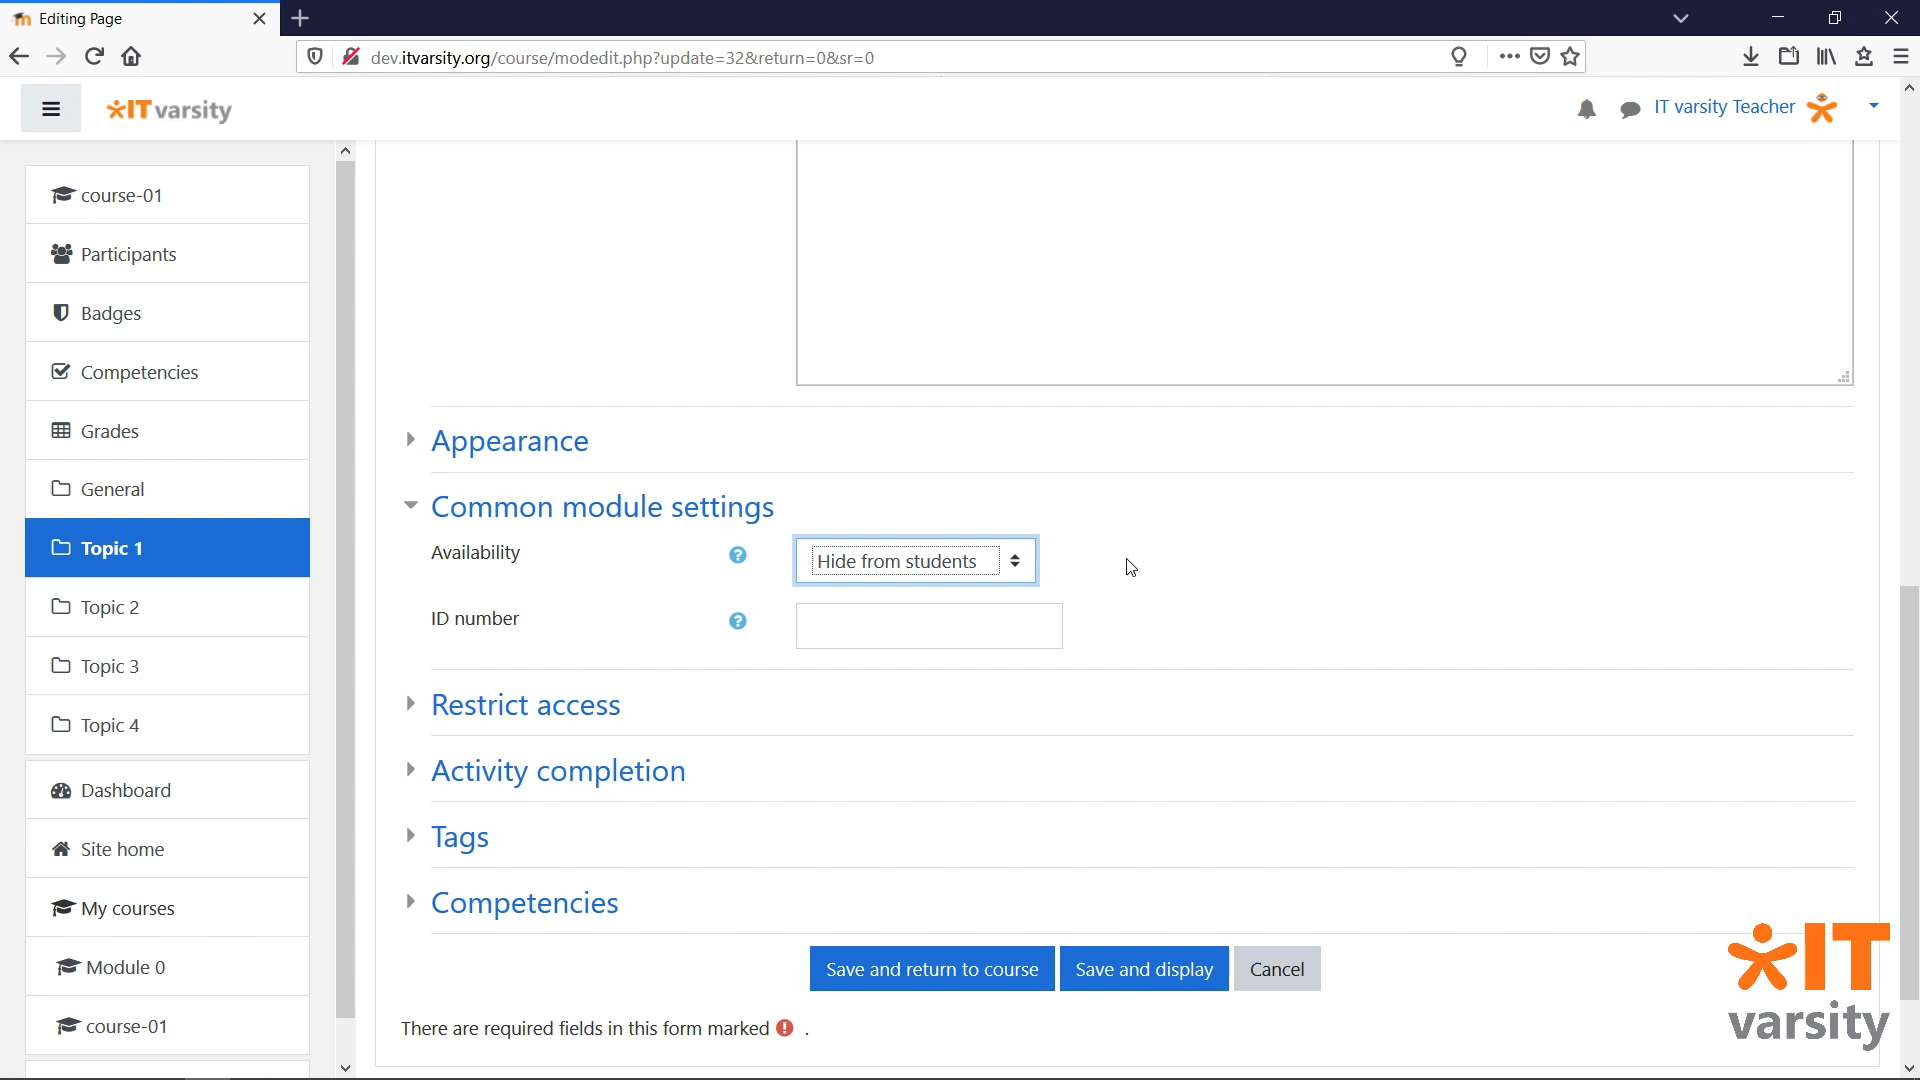 Editing Page
dev.itvarsity.org/course/modedit.php?update=32&return=0&sr=0
IT varsity
IT varsity Teacher
course-01
Participants
Badges
Competencies
Grades
General
Topic 1
Topic 2
Topic 3
Topic 4
Dashboard
Site home
My courses
Module 0
course-01
Appearance
Common module settings
Availability
?
Hide from students
ID number
?
Restrict access
Activity completion
Tags
Competencies
Save and return to course
Save and display
Cancel
There are required fields in this form marked ! .
IT
varsity